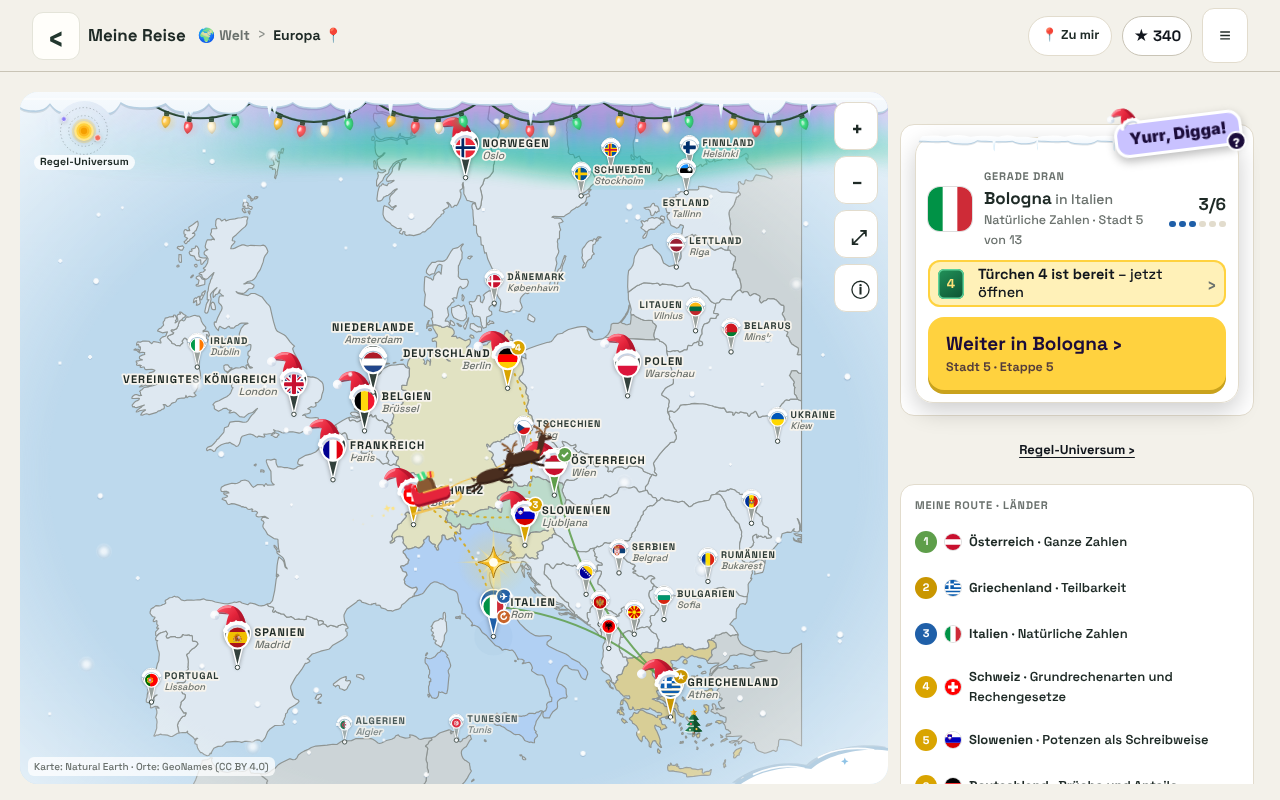 <
Meine Reise
Welt > Europa
Zu mir
★ 340
≡
Regel-Universum
+
−
NORWEGEN
Oslo
SCHWEDEN
Stockholm
FINNLAND
Helsinki
ESTLAND
Tallinn
LETTLAND
Riga
DÄNEMARK
København
LITAUEN
Vilnius
BELARUS
Minsk
IRLAND
Dublin
NIEDERLANDE
Amsterdam
DEUTSCHLAND
Berlin
POLEN
Warschau
VEREINIGTES KÖNIGREICH
London
BELGIEN
Brüssel
UKRAINE
Kiew
TSCHECHIEN
FRANKREICH
Paris
ÖSTERREICH
Wien
3
SLOWENIEN
Ljubljana
SERBIEN
Belgrad
RUMÄNIEN
Bukarest
ITALIEN
Rom
BULGARIEN
Sofia
SPANIEN
Madrid
PORTUGAL
Lissabon
GRIECHENLAND
Athen
ALGERIEN
Algier
TUNESIEN
Tunis
Karte: Natural Earth · Orte: GeoNames (CC BY 4.0)
Yurr, Digga!
?
GERADE DRAN
Bologna in Italien
3/6
Natürliche Zahlen · Stadt 5
von 13
4
Türchen 4 ist bereit – jetzt
öffnen
>
Weiter in Bologna >
Stadt 5 · Etappe 5
Regel-Universum >
MEINE ROUTE · LÄNDER
1 Österreich · Ganze Zahlen
2 Griechenland · Teilbarkeit
3 Italien · Natürliche Zahlen
4 Schweiz · Grundrechenarten und
Rechengesetze
5 Slowenien · Potenzen als Schreibweise
Deutschland · Brüche und Anteile